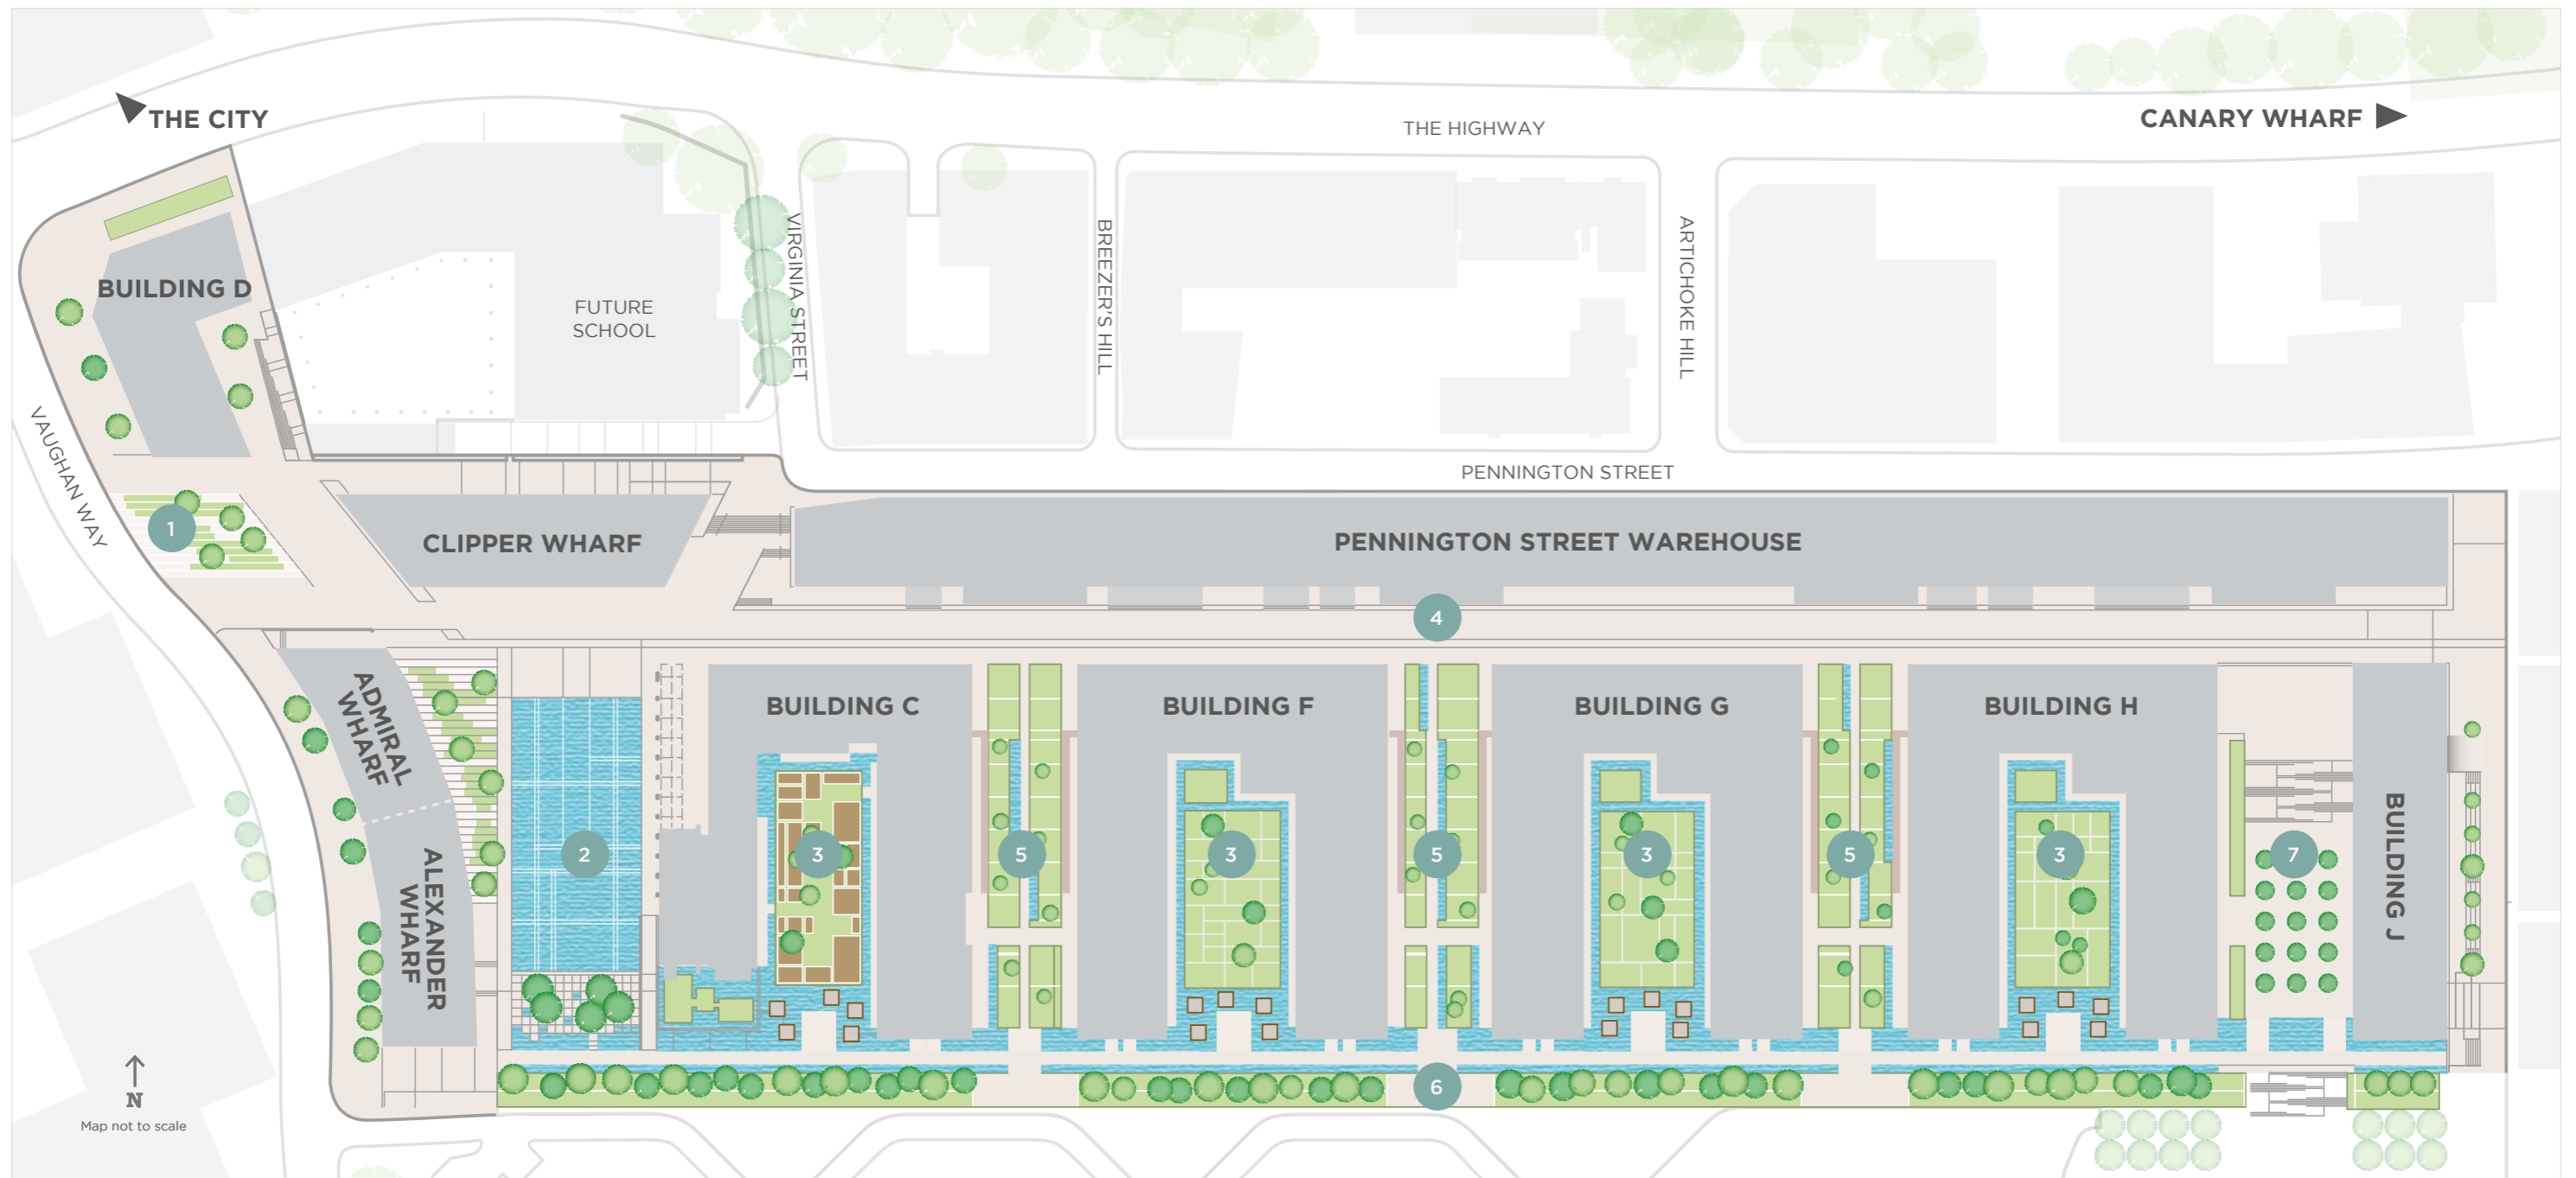 THE CITY
CANARY WHARF
THE HIGHWAY
BUILDING D
FUTURE
SCHOOL
VIRGINIA STREET
BREEZER'S HILL
ARTICHOKE HILL
VAUGHAN WAY
PENNINGTON STREET
1
CLIPPER WHARF
PENNINGTON STREET WAREHOUSE
4
ADMIRAL
WHARF
BUILDING C
BUILDING F
BUILDING G
BUILDING H
BUILDING J
ALEXANDER
WHARF
2
3
5
3
5
3
5
3
7
6
N
Map not to scale